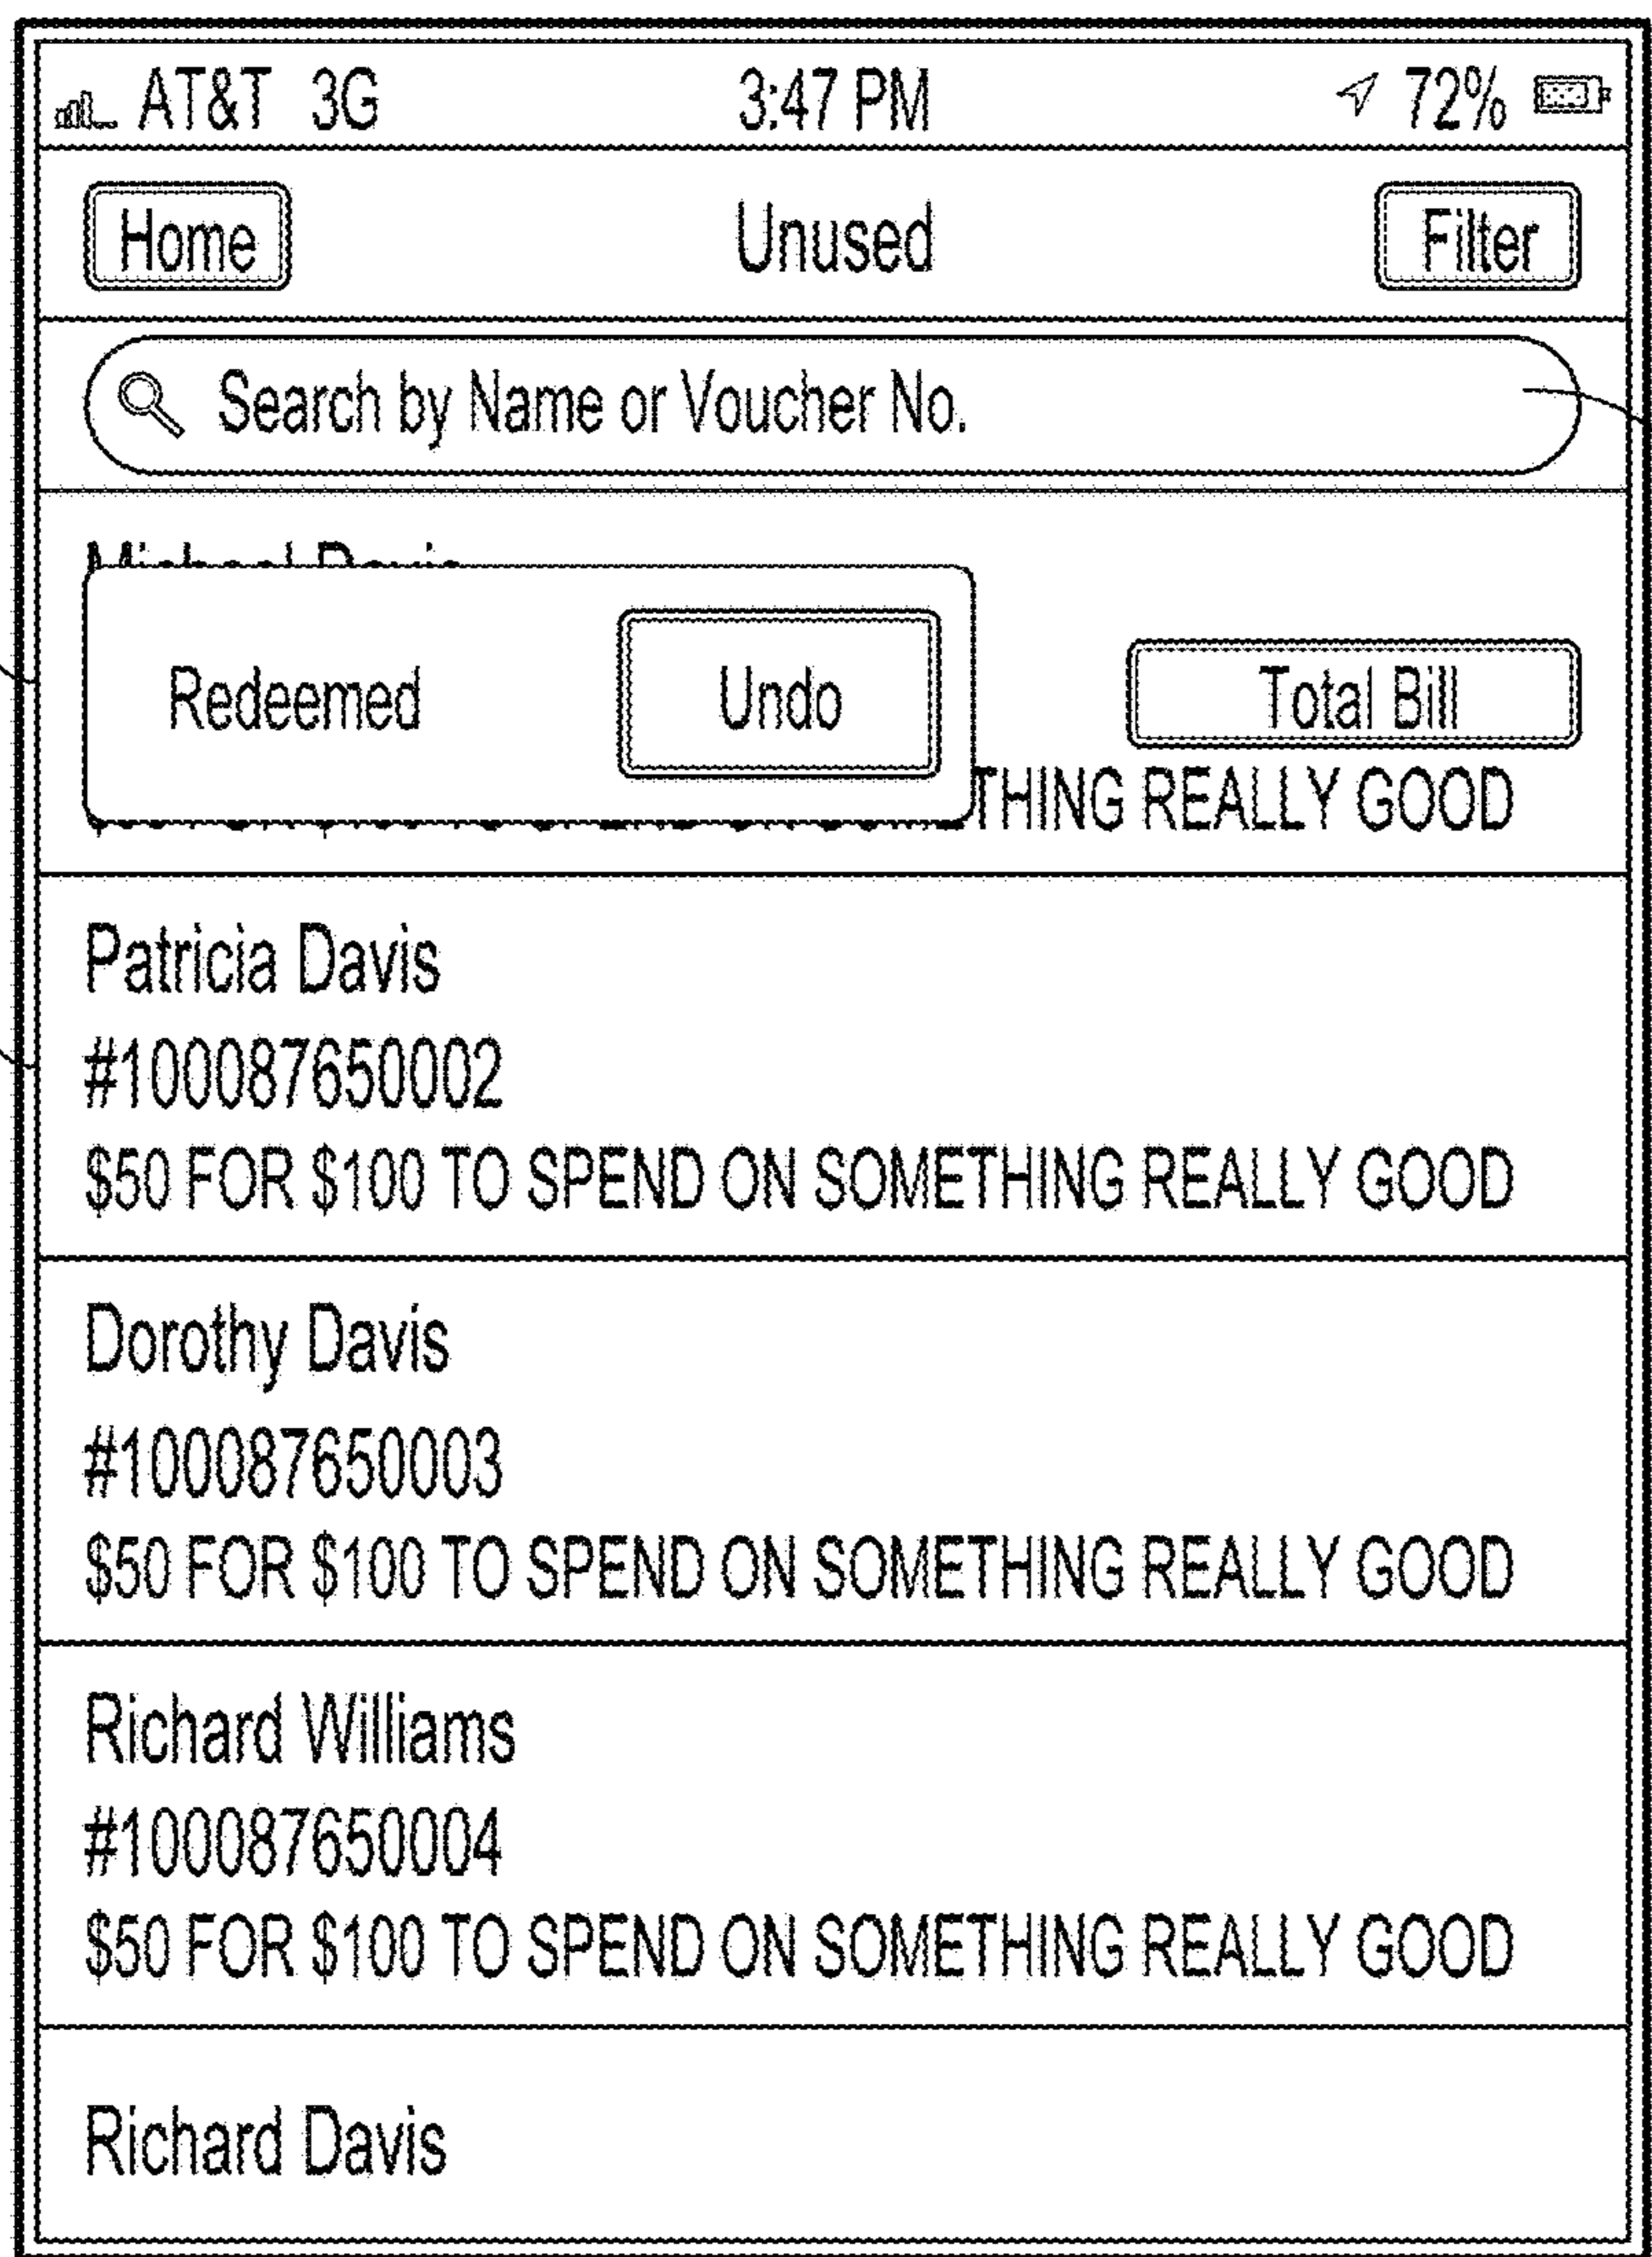 AT&T 3G 3:47 PM 72%
Home Unused Filter
Search by Name or Voucher No.
Redeemed Undo Total Bill
THING REALLY GOOD
Patricia Davis
#100087650002
$50 FOR $100 TO SPEND ON SOMETHING REALLY GOOD
Dorothy Davis
#100087650003
$50 FOR $100 TO SPEND ON SOMETHING REALLY GOOD
Richard Williams
#100087650004
$50 FOR $100 TO SPEND ON SOMETHING REALLY GOOD
Richard Davis